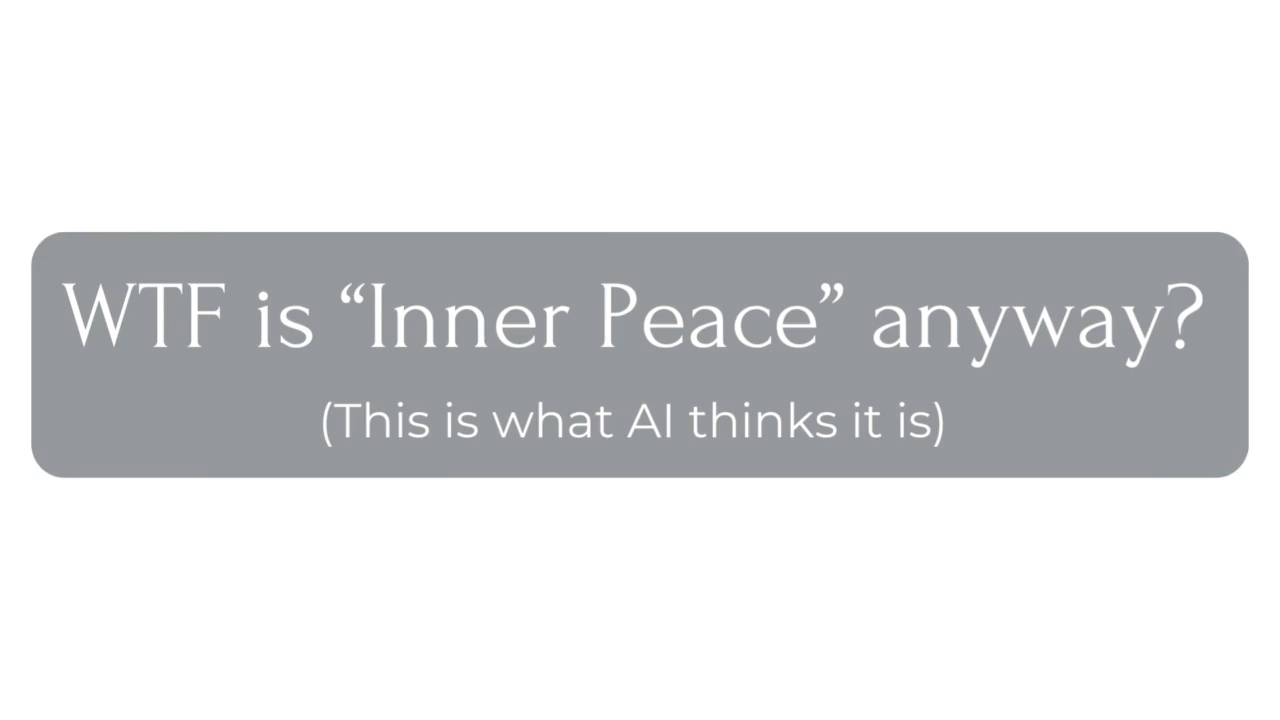 WTF is “Inner Peace” anyway?
(This is what AI thinks it is)